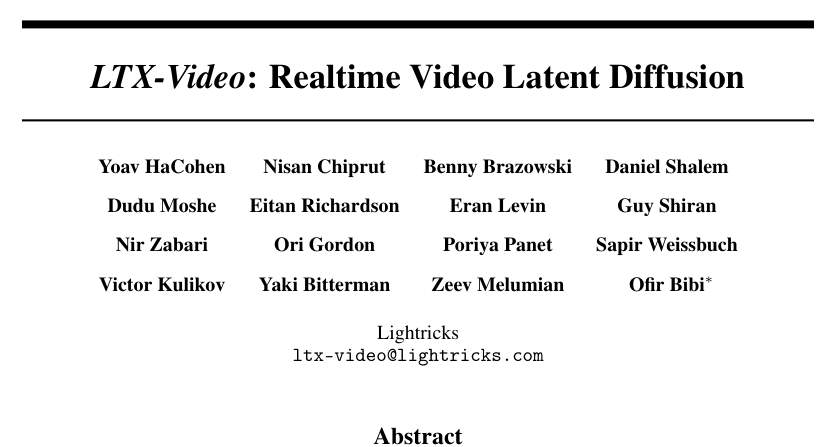 LTX-Video: Realtime Video Latent Diffusion
Yoav HaCohen Nisan Chiprut Benny Brazowski Daniel Shalem
Dudu Moshe Eitan Richardson Eran Levin Guy Shiran
Nir Zabari Ori Gordon Poriya Panet Sapir Weissbuch
Victor Kulikov Yaki Bitterman Zeev Melumian Ofir Bibi*
Lightricks
ltx-video@lightricks.com
Abstract